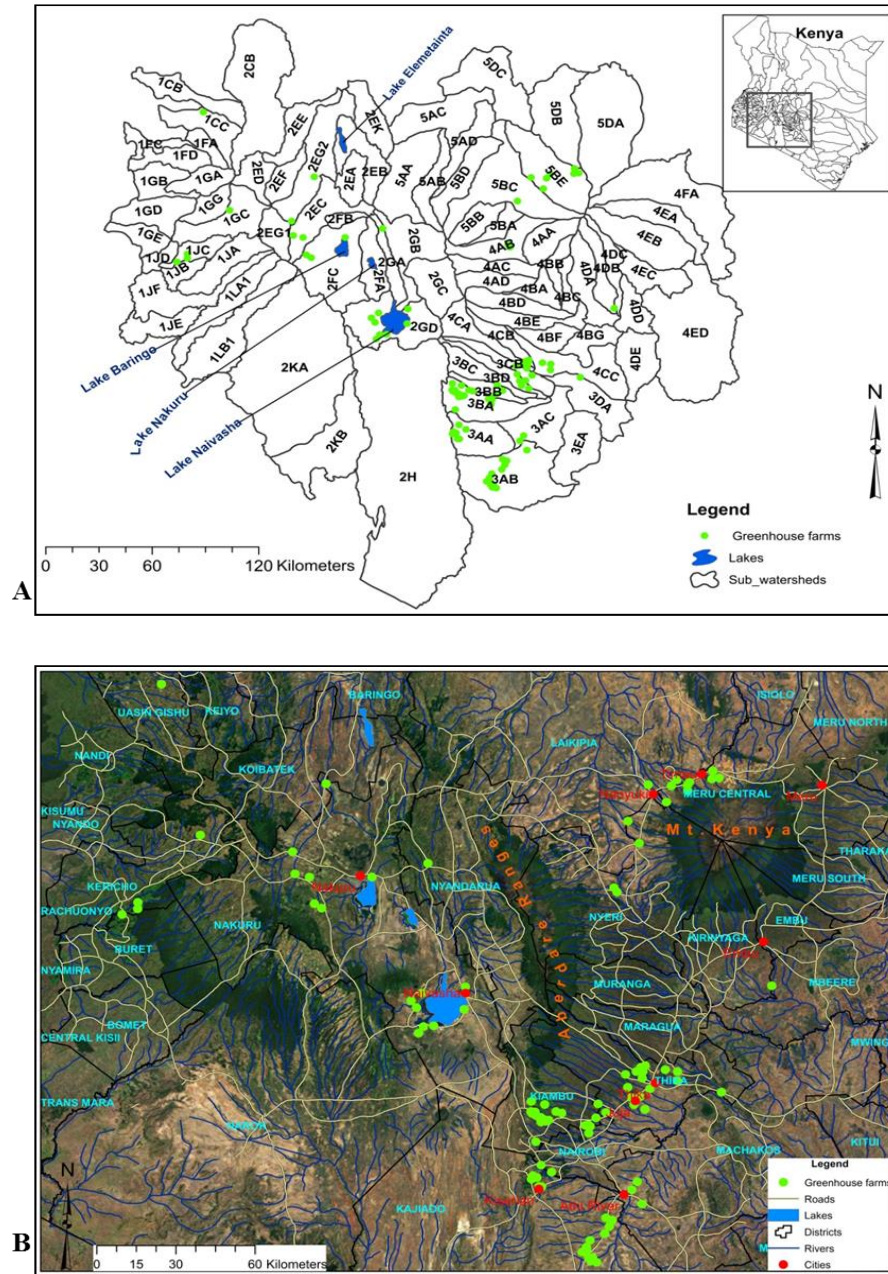 Kenya
Lake Elemetainta
2CB
1CB
1CC
1FA
1FD
1GB
1GA
1GD
1GG
1GC
1GE
1JD
1JC
1JB
1JA
1JF
1JE
1LA1
1LB1
2ED
2EE
2EF
2EG2
2EK
2EA
2EB
2EC
2EG1
2FB
2FC
2FA
2GA
2GB
2GC
2GD
2KA
2KB
2H
5DC
5AC
5AD
5AA
5AB
5BD
5DB
5DA
5BE
5BC
5BB
5BA
4AB
4AA
4AC
4AD
4BB
4BA
4BC
4BD
4BE
4BF
4BG
4CA
4CB
4CC
4DA
4DB
4DC
4DD
4DE
4EA
4EB
4EC
4ED
4FA
3BC
3CB
3BD
3BB
3BA
3DA
3AA
3AC
3AB
3EA
Lake Baringo
Lake Nakuru
Lake Naivasha
N
Legend
Greenhouse farms
Lakes
Sub_watersheds
0 30 60 120 Kilometers
A
UASIN GISHU
KEIYO
BARINGO
ISIOLO
MERU NORTH
NANDI
KOIBATEK
LAIKIPIA
KISUMU
NYANDO
MERU CENTRAL
Mt. Kenya
THARAKA
KERICHO
NYANDARUA
Aberdare Ranges
MERU SOUTH
RACHUONYO
NAKURU
NYERI
EMBU
BURET
KIRINYAGA
NYAMIRA
MURANGA
MBEERE
BOMET
CENTRAL KISII
MARAGUA
MWING
THIKA
TRANS MARA
KIAMBU
NAROK
NAIROBI
MACHAKOS
KITUI
KAJIADO
N
0 15 30 60 Kilometers
Legend
Greenhouse farms
Roads
Lakes
Districts
Rivers
Cities
B